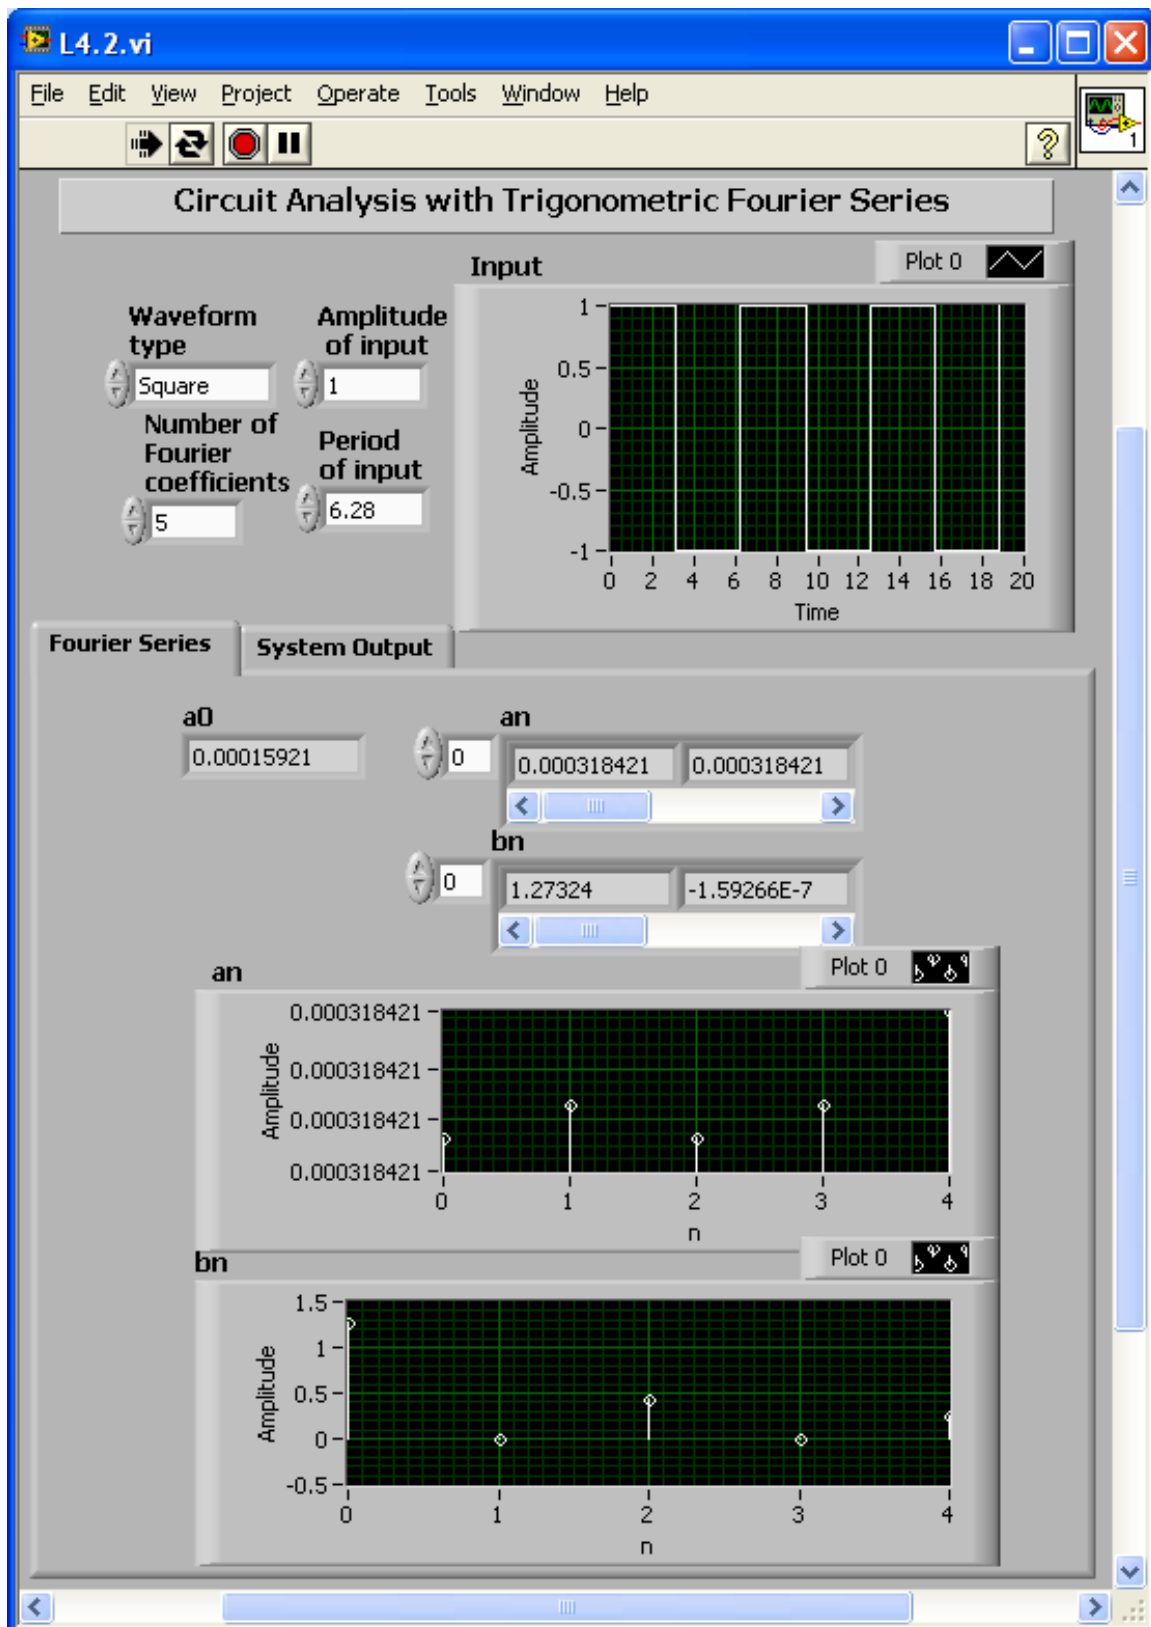 L4.2.vi
File Edit View Project Operate Tools Window Help
1
Circuit Analysis with Trigonometric Fourier Series
Waveform type
Square
Amplitude of input
1
Number of Fourier coefficients
5
Period of input
6.28
Input
Plot 0
Amplitude
1
0.5
0
-0.5
-1
0 2 4 6 8 10 12 14 16 18 20
Time
Fourier Series
System Output
a0
0.00015921
an
0
0.000318421 0.000318421
bn
0
1.27324 -1.59266E-7
an
Plot 0
Amplitude
0.000318421
0.000318421
0.000318421
0.000318421
0 1 2 3 4
n
bn
Plot 0
Amplitude
1.5
1
0.5
0
-0.5
0 1 2 3 4
n